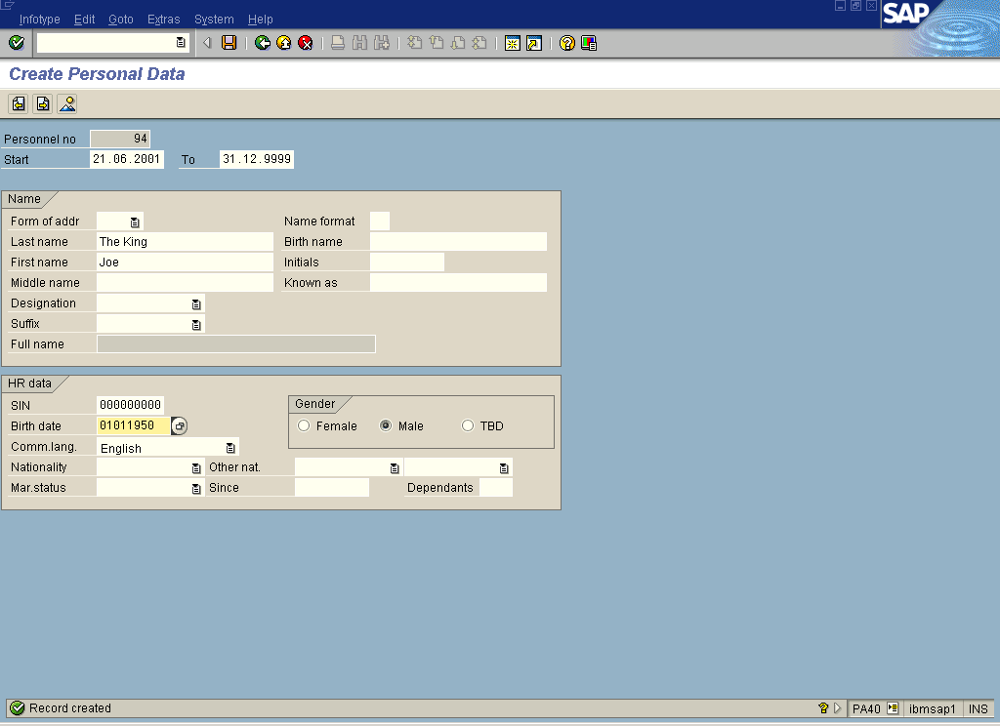 Infotype Edit Goto Extras System Help
SAP
Create Personal Data
Personnel no 94
Start 21.06.2001 To 31.12.9999
Name
Form of addr Name format
Last name The King Birth name
First name Joe Initials
Middle name Known as
Designation
Suffix
Full name
HR data
SIN 000000000 Gender
Birth date 01011950 Female Male TBD
Comm.lang. English
Nationality Other nat.
Mar.status Since Dependants
Record created PA40 ibmsap1 INS